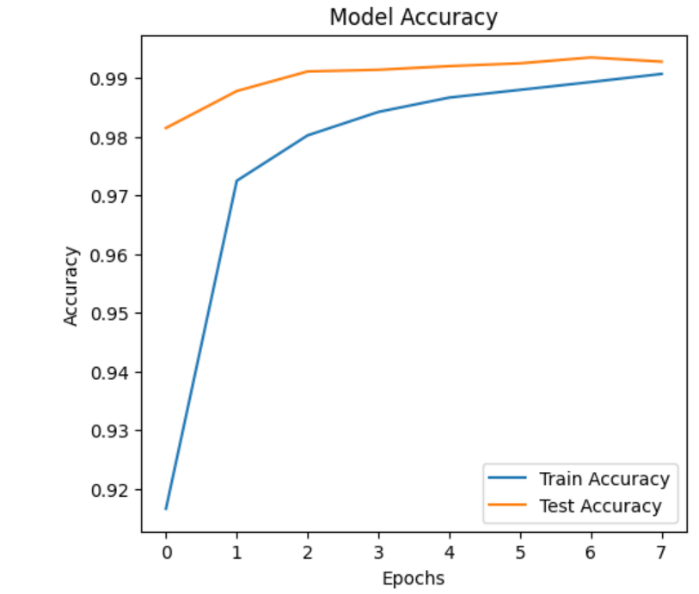 Model Accuracy
0.99
0.98
0.97
0.96
0.95
0.94
0.93
0.92
Accuracy
Train Accuracy
Test Accuracy
0 1 2 3 4 5 6 7
Epochs